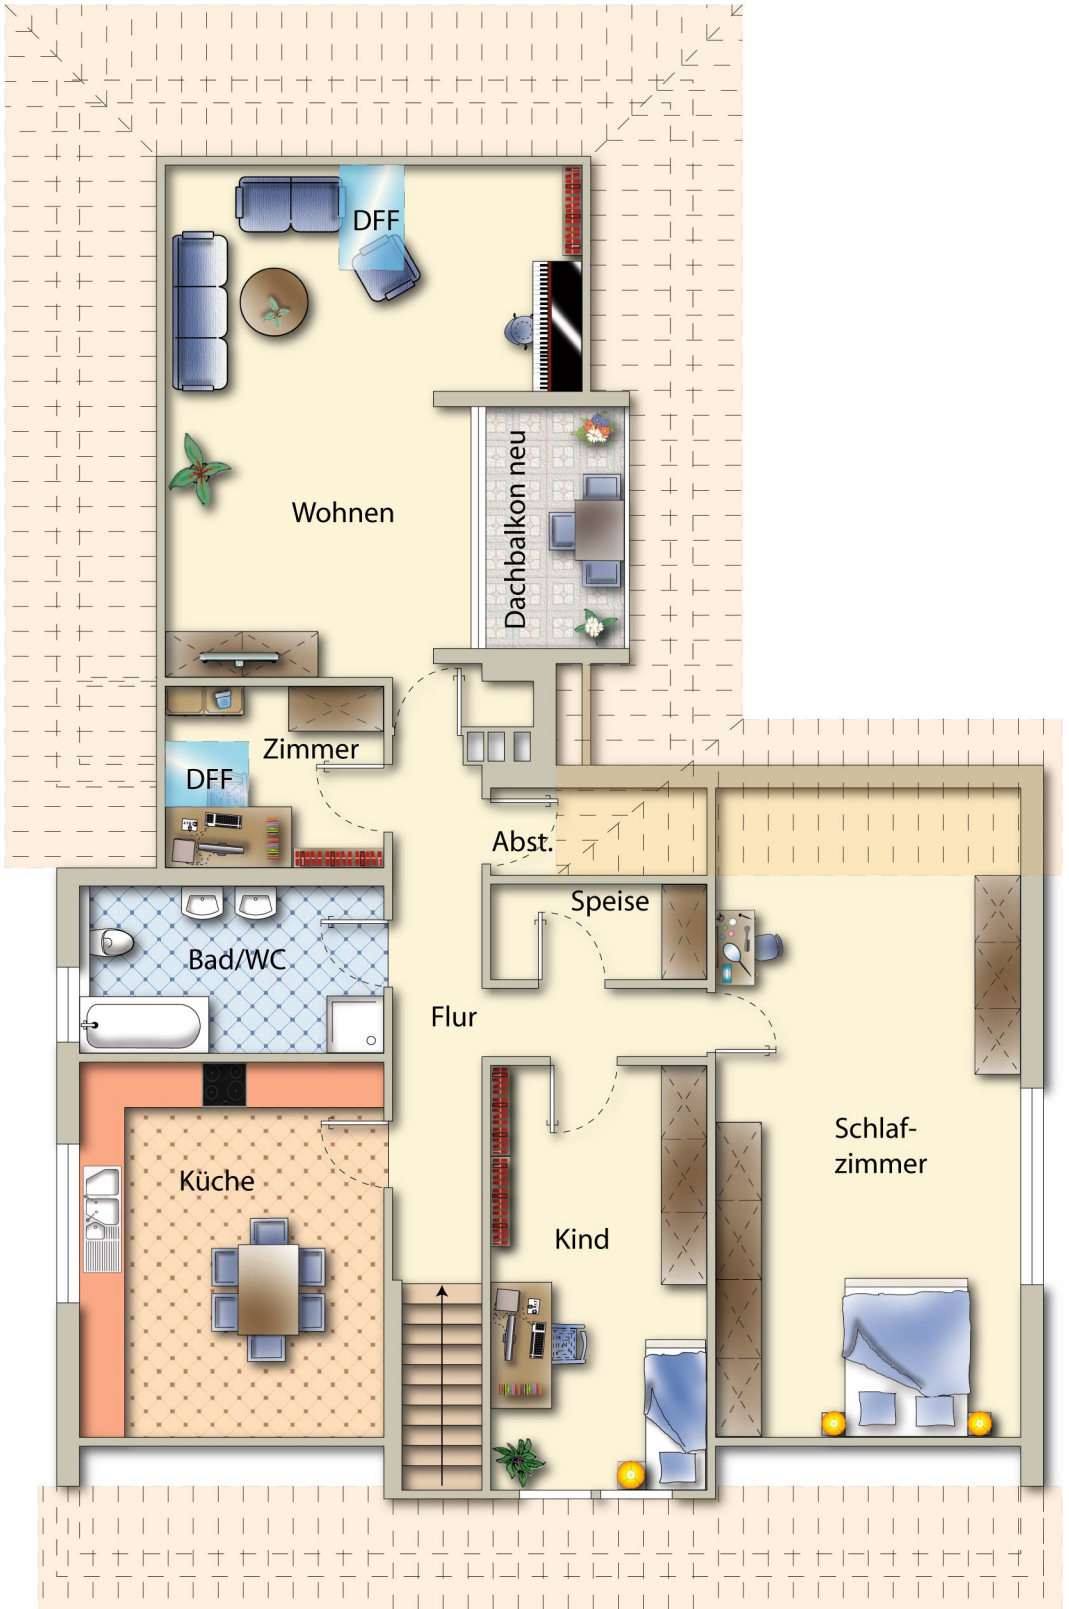 DFF
Wohnen
Dachbalkon neu
Zimmer
DFF
Abst.
Speise
Bad/WC
Flur
Schlaf-
zimmer
Küche
Kind